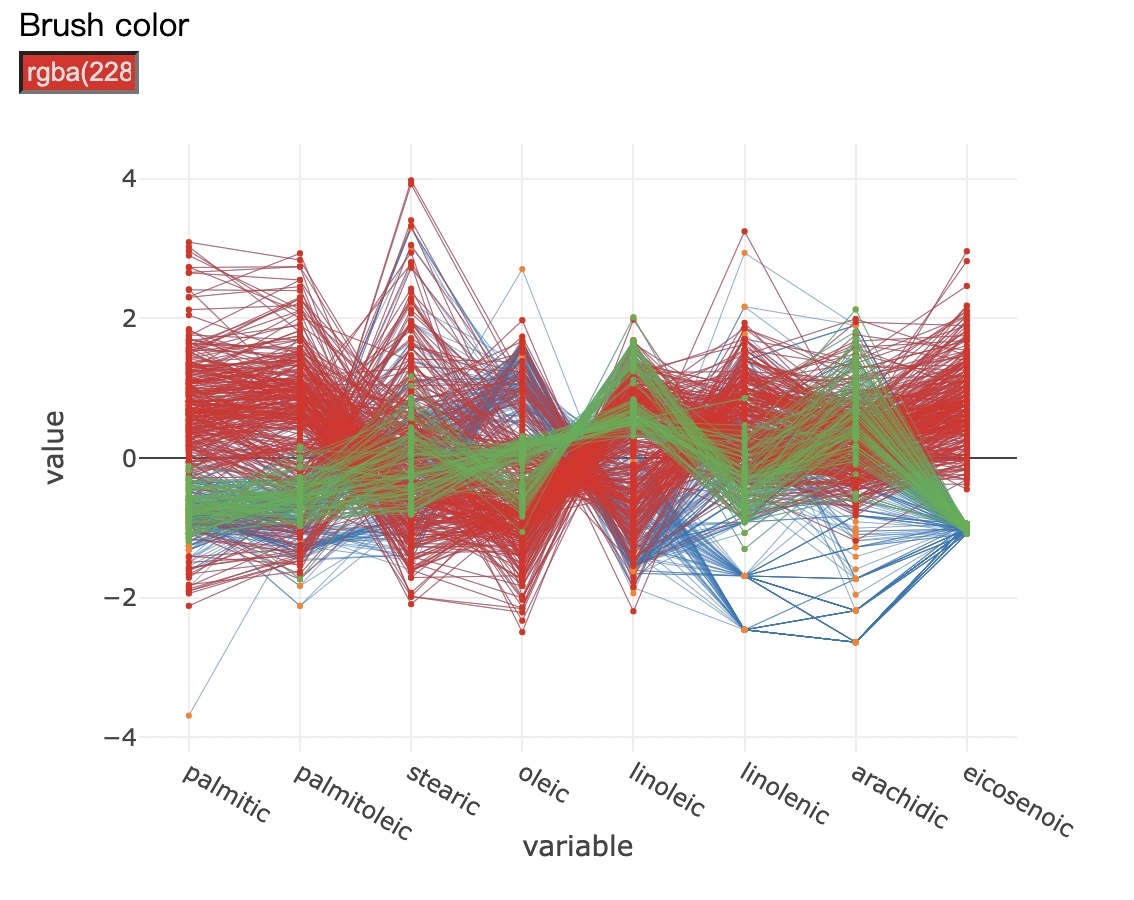 Brush color
rgba(228
4
2
0
−2
−4
value
palmitic
palmitoleic
stearic
oleic
linoleic
linolenic
arachidic
eicosenoic
variable